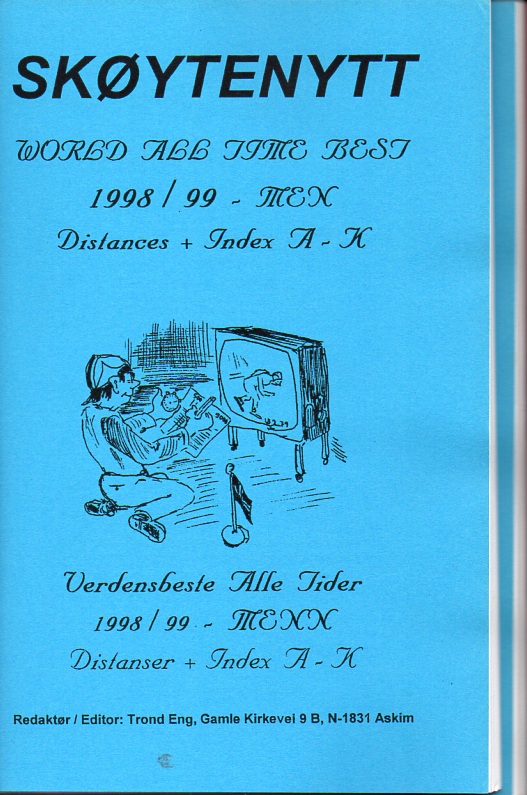 SKØYTENYTT
WORLD ALL TIME BEST
1998 / 99 - MEN
Distances + Index A - K
Verdensbeste Alle Tider
1998 / 99 - MENN
Distanser + Index A - K
Redaktør / Editor: Trond Eng, Gamle Kirkevei 9 B, N-1831 Askim